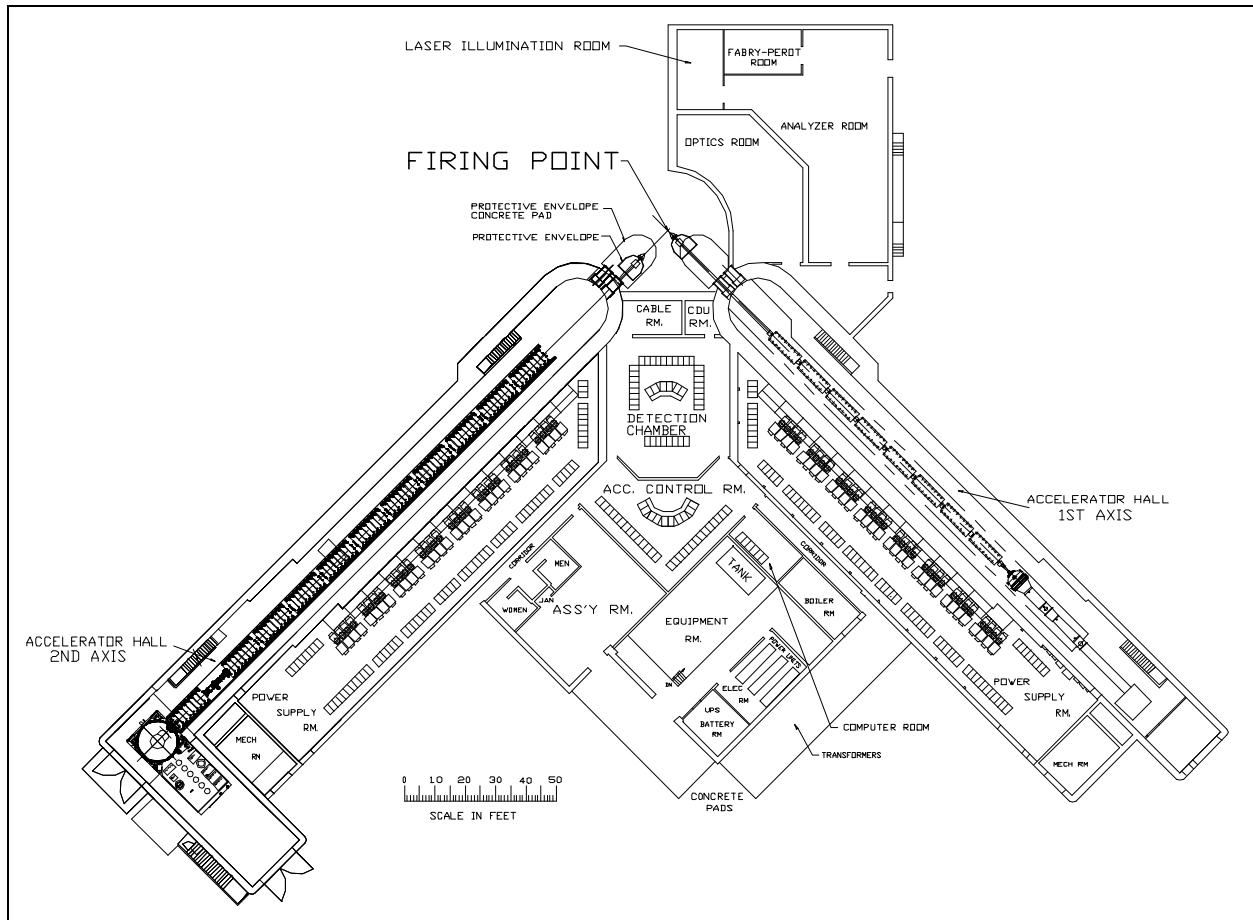 LASER ILLUMINATION ROOM
FABRY-PEROT
ROOM
ANALYZER ROOM
OPTICS ROOM
FIRING POINT
PROTECTIVE ENVELOPE
CONCRETE PAD
PROTECTIVE ENVELOPE
CABLE
RM.
CDU
RM.
DETECTION
CHAMBER
ACC. CONTROL RM.
ACCELERATOR HALL
1ST AXIS
CORRIDOR
CORRIDOR
MEN
TANK
WOMEN
JAN
ASS'Y RM.
BOILER
RM
EQUIPMENT
RM.
POWER UNITS
ACCELERATOR HALL
2ND AXIS
DN
ELEC
RM
UPS
BATTERY
RM
POWER
SUPPLY
RM.
POWER
SUPPLY
RM.
MECH
RN
COMPUTER ROOM
TRANSFORMERS
MECH RM
0 10 20 30 40 50
SCALE IN FEET
CONCRETE
PADS